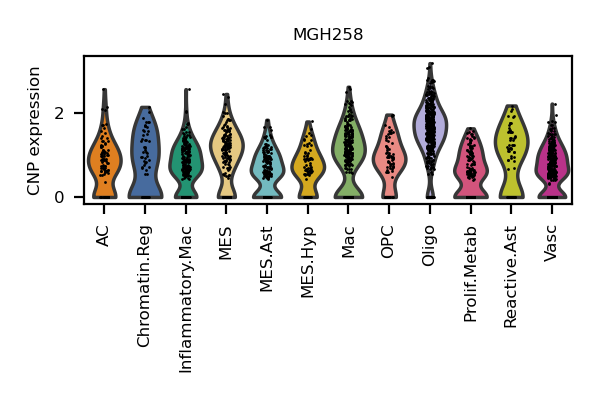 MGH258
CNP expression
2
0
AC
Chromatin.Reg
Inflammatory.Mac
MES
MES.Ast
MES.Hyp
Mac
OPC
Oligo
Prolif.Metab
Reactive.Ast
Vasc